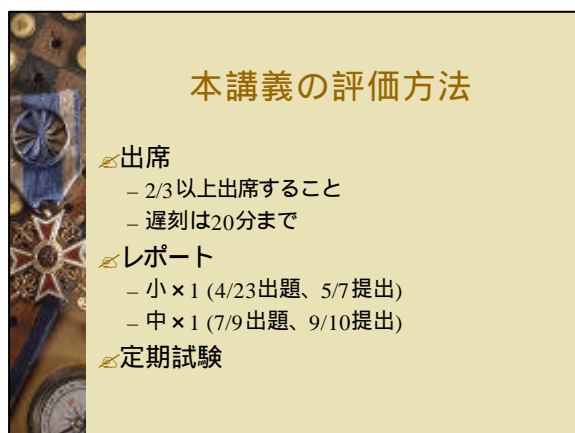 本講義の評価方法
出席
– 2/3以上出席すること
– 遅刻は20分まで
レポート
– 小×1 (4/23出題、5/7提出)
– 中×1 (7/9出題、9/10提出)
定期試験